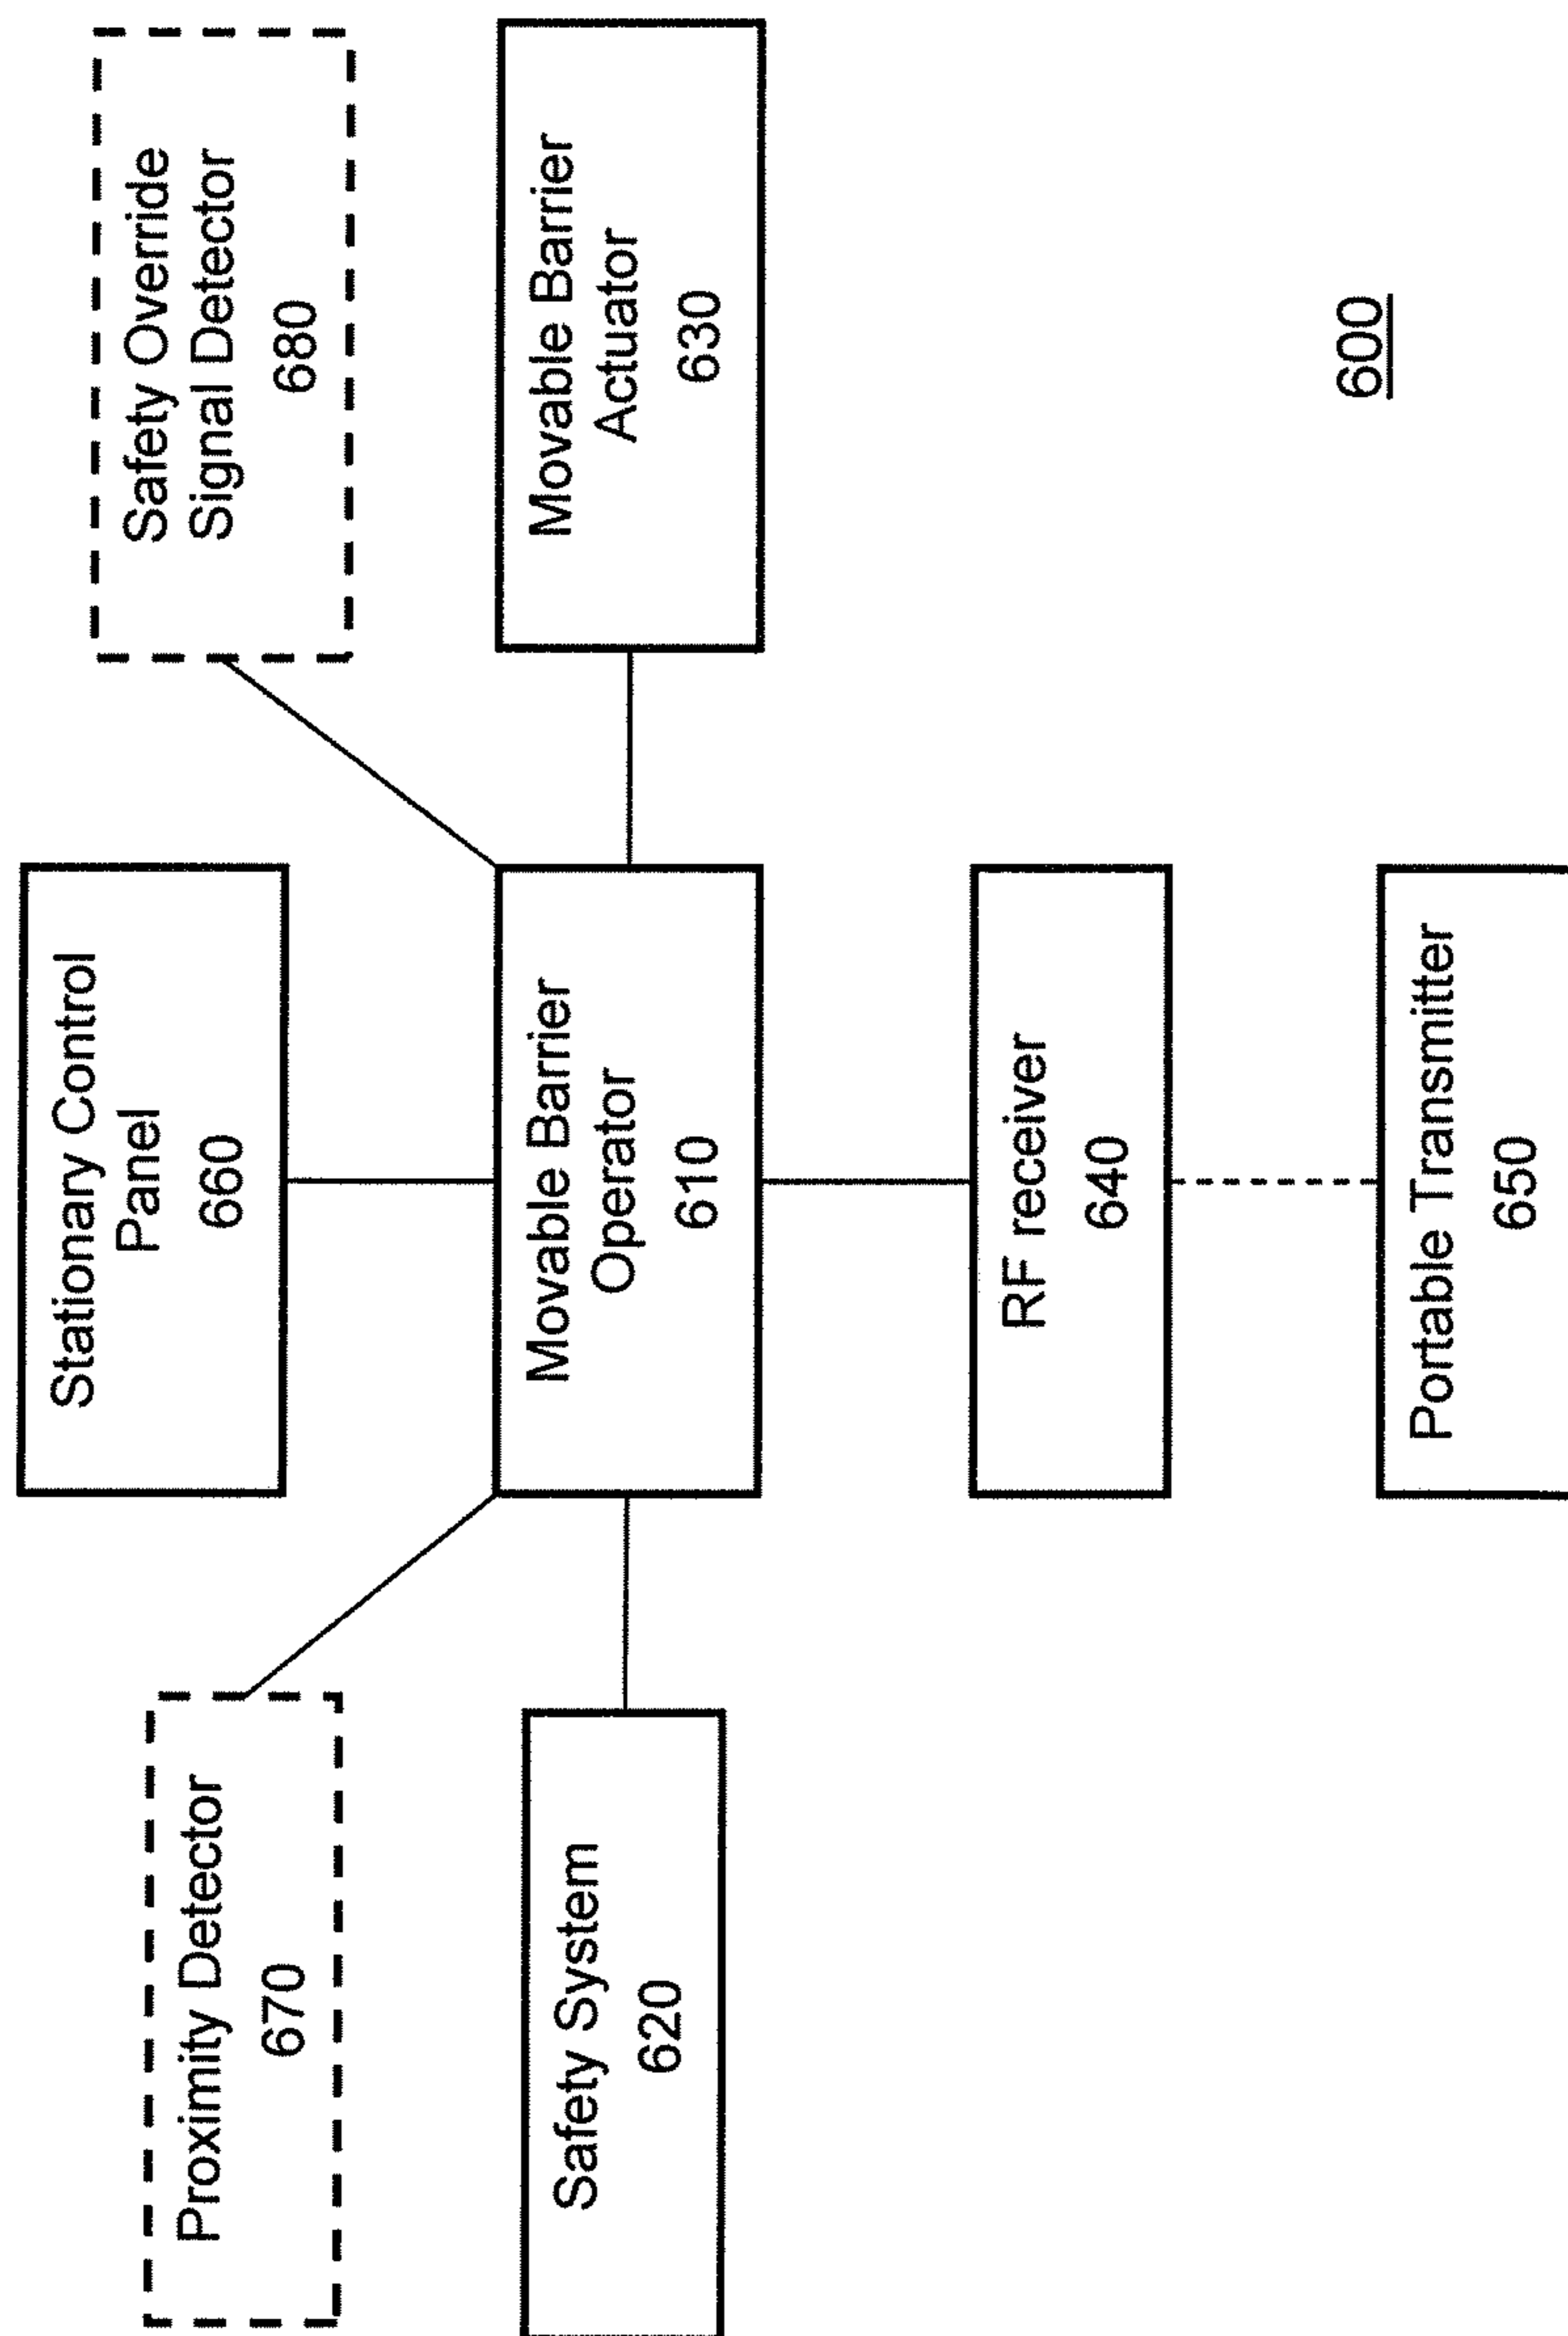 Stationary Control
Panel
660
Proximity Detector
670
Safety Override
Signal Detector
680
Safety System
620
Movable Barrier
Operator
610
Movable Barrier
Actuator
630
RF receiver
640
Portable Transmitter
650
600